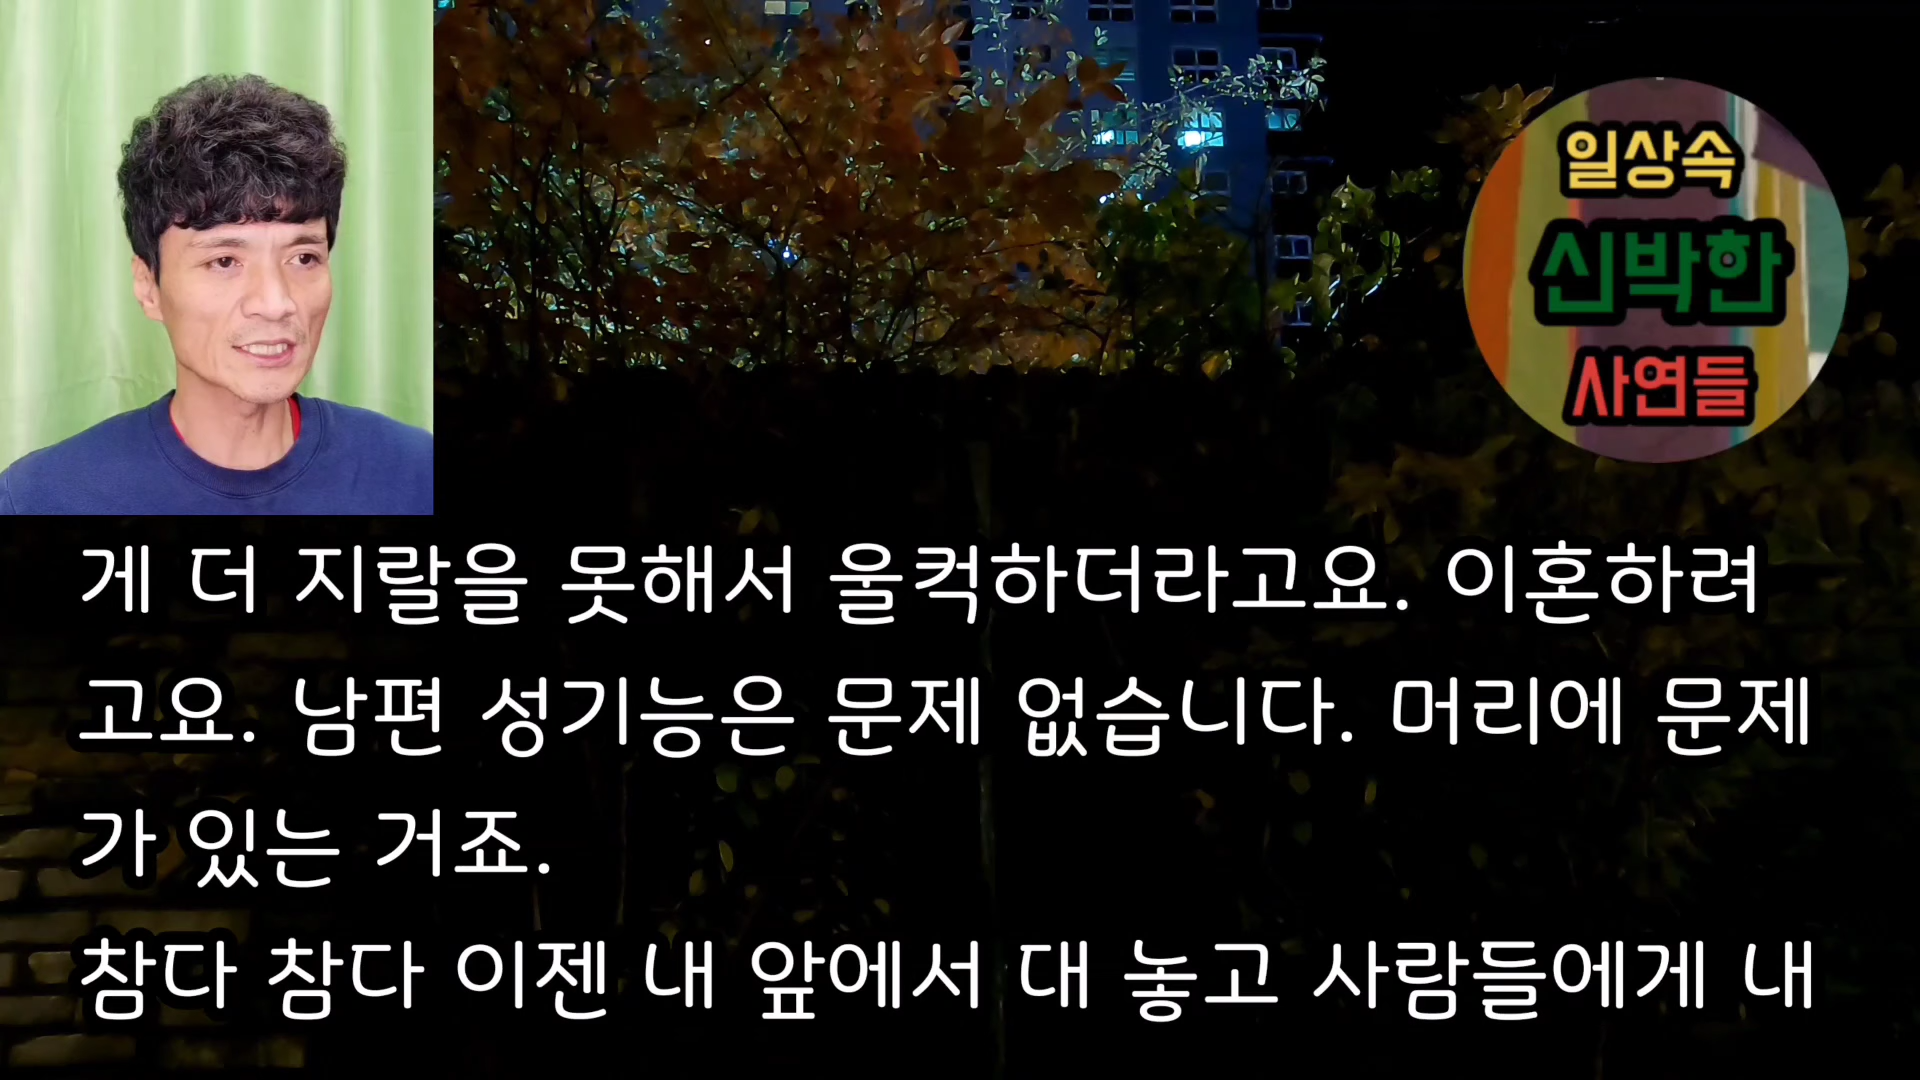 일상속
신박한
사연들
게 더 지랄을 못해서 울컥하더라고요. 이혼하려
고요. 남편 성기능은 문제 없습니다. 머리에 문제
가 있는 거죠.
참다 참다 이젠 내 앞에서 대 놓고 사람들에게 내